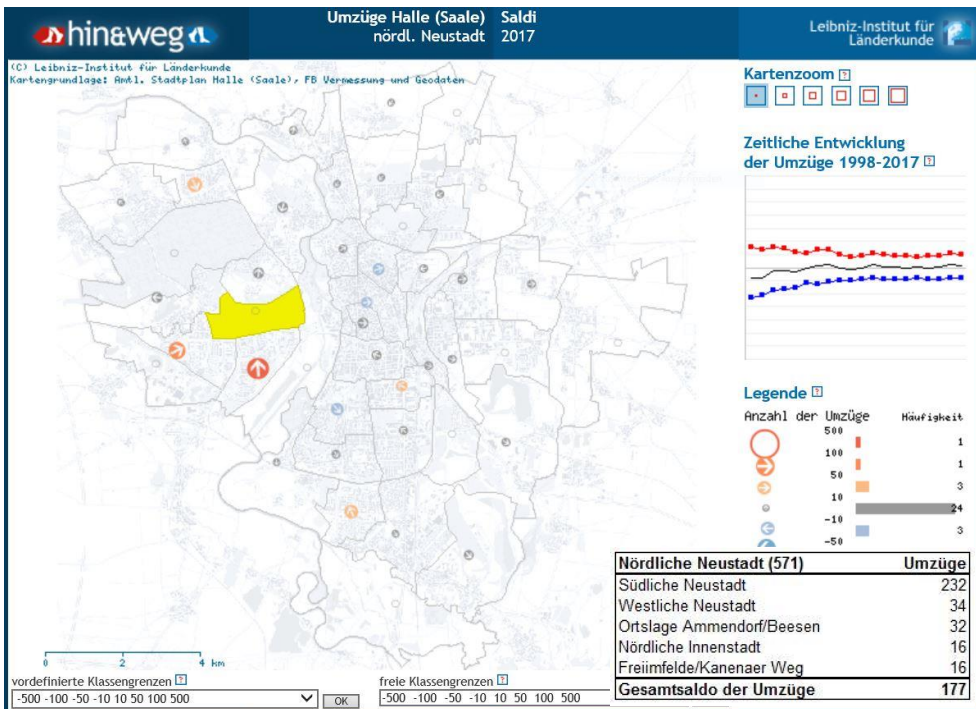 hin&weg
Umzüge Halle (Saale) Saldi
nördl. Neustadt 2017
Leibniz-Institut für
Länderkunde
(C) Leibniz-Institut für Länderkunde
Kartengrundlage: Amtl. Stadtplan Halle (Saale), FB Vermessung und Geodaten
Kartenzoom ?
Zeitliche Entwicklung
der Umzüge 1998-2017 ?
Legende ?
Anzahl der Umzüge Häufigkeit
500
1
100
1
50
3
10
24
-10
3
-50
Nördliche Neustadt (571) Umzüge
Südliche Neustadt 232
Westliche Neustadt 34
Ortslage Ammendorf/Beesen 32
Nördliche Innenstadt 16
Freiimfelde/Kanenaer Weg 16
Gesamtsaldo der Umzüge 177
0 2 4 km
vordefinierte Klassengrenzen ?
-500 -100 -50 -10 10 50 100 500 OK
freie Klassengrenzen ?
-500 -100 -50 -10 10 50 100 500